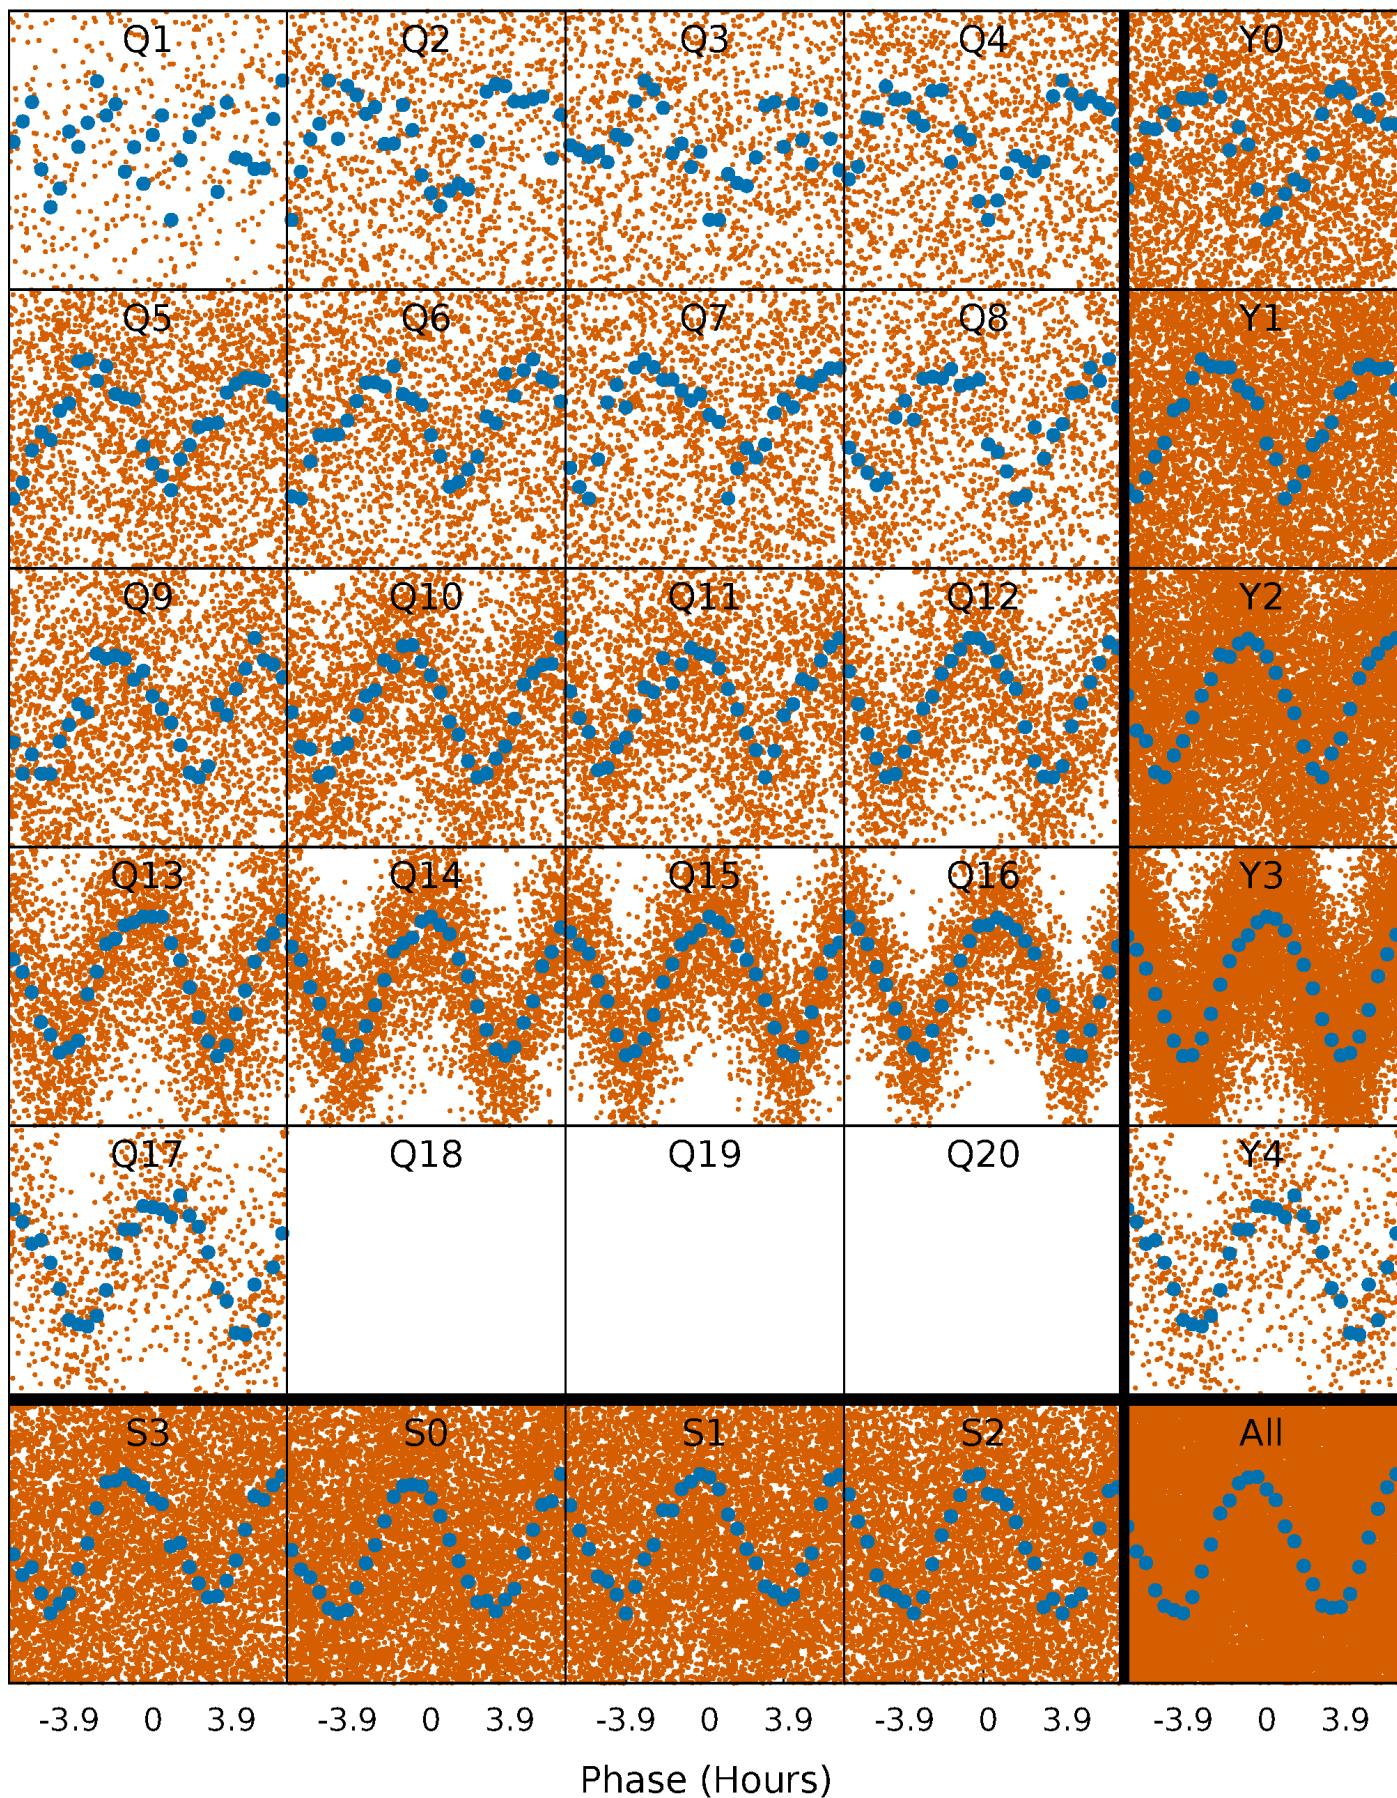 Q1 Q2 Q3 Q4 Y0
Q5 Q6 Q7 Q8 Y1
Q9 Q10 Q11 Q12 Y2
Q13 Q14 Q15 Q16 Y3
Q17 Q18 Q19 Q20 Y4
S3 S0 S1 S2 All
-3.9 0 3.9 -3.9 0 3.9 -3.9 0 3.9 -3.9 0 3.9 -3.9 0 3.9
Phase (Hours)